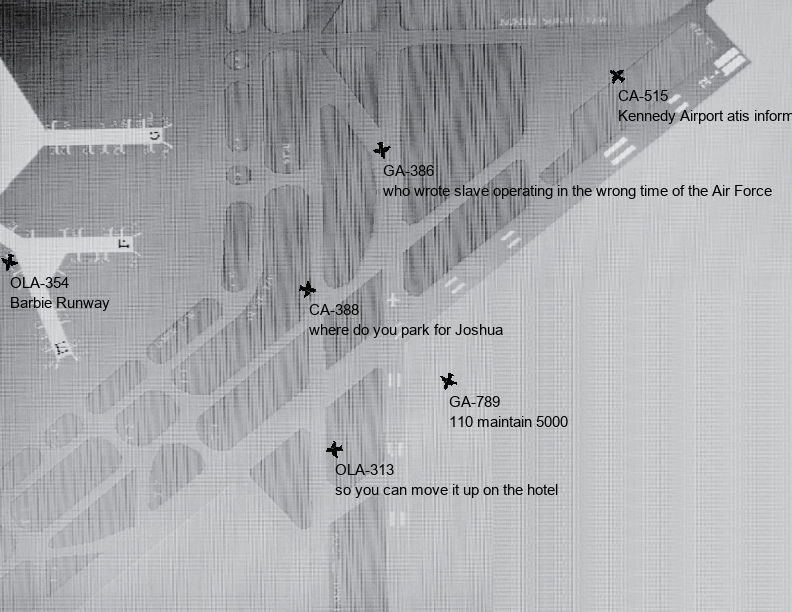 CA-515
Kennedy Airport atis inform
GA-386
who wrote slave operating in the wrong time of the Air Force
OLA-354
Barbie Runway
CA-388
where do you park for Joshua
GA-789
110 maintain 5000
OLA-313
so you can move it up on the hotel